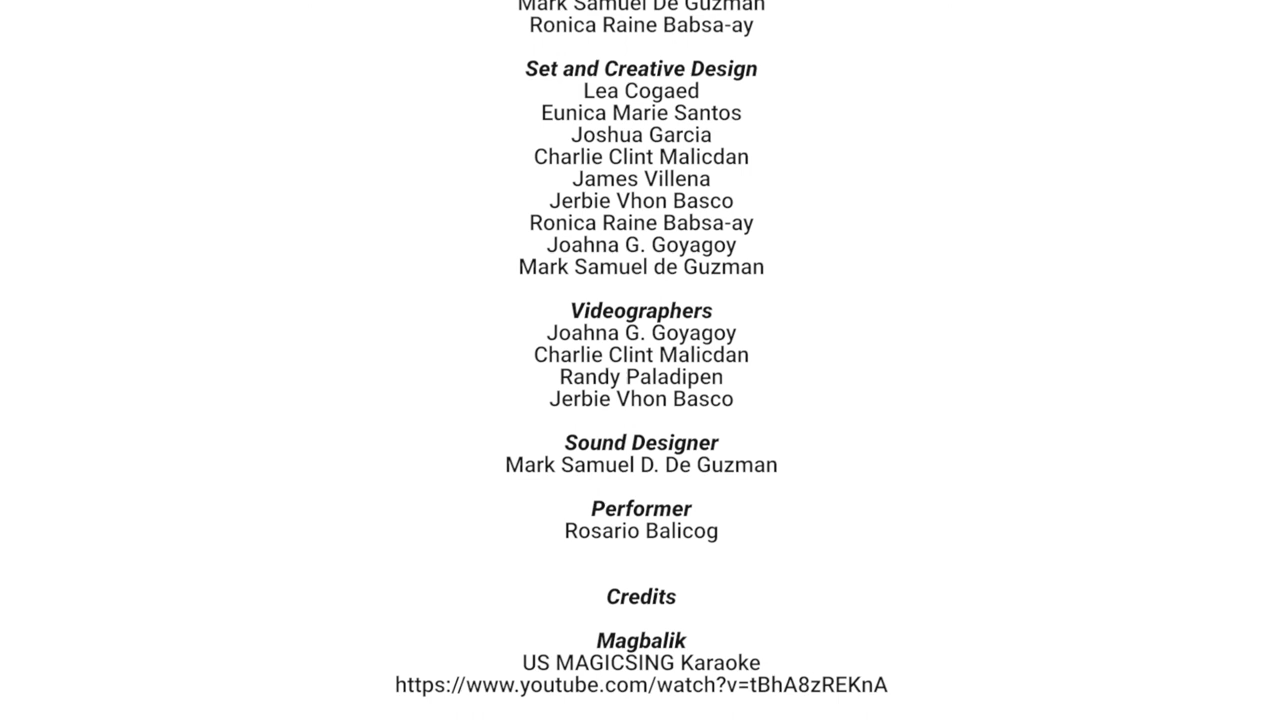 Mark Samuel De Guzman
Ronica Raine Babsa-ay
Set and Creative Design
Lea Cogaed
Eunica Marie Santos
Joshua Garcia
Charlie Clint Malicdan
James Villena
Jerbie Vhon Basco
Ronica Raine Babsa-ay
Joahna G. Goyagoy
Mark Samuel de Guzman
Videographers
Joahna G. Goyagoy
Charlie Clint Malicdan
Randy Paladipen
Jerbie Vhon Basco
Sound Designer
Mark Samuel D. De Guzman
Performer
Rosario Balicog
Credits
Magbalik
US MAGICSING Karaoke
https://www.youtube.com/watch?v=tBhA8zREKnA